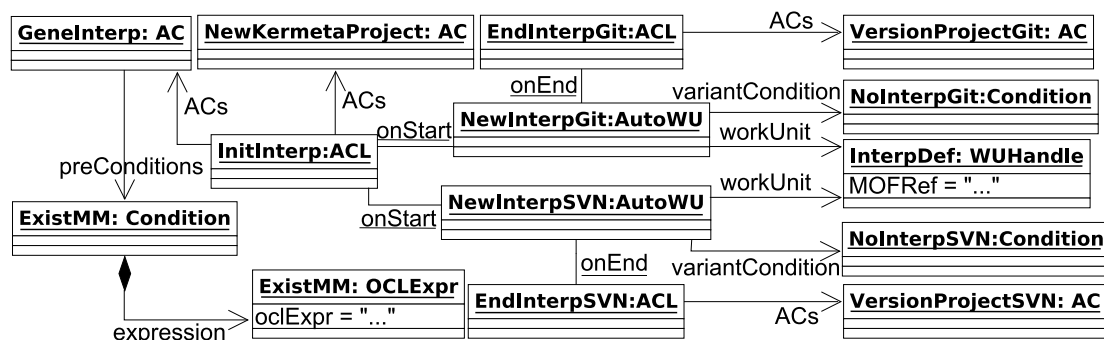 GeneInterp: AC
NewKermetaProject: AC
EndInterpGit:ACL
ACs
VersionProjectGit: AC
onEnd
variantCondition
NoInterpGit:Condition
ACs
ACs
NewInterpGit:AutoWU
onStart
workUnit
InitInterp:ACL
InterpDef: WUHandle
MOFRef = "..."
preConditions
workUnit
ExistMM: Condition
onStart
NewInterpSVN:AutoWU
NoInterpSVN:Condition
onEnd
variantCondition
ExistMM: OCLExpr
oclExpr = "..."
EndInterpSVN:ACL
VersionProjectSVN: AC
ACs
expression